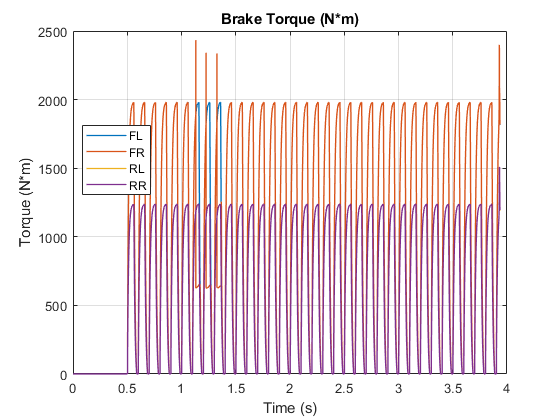 Brake Torque (N*m)
2500
2000
1500
1000
500
0
Torque (N*m)
FL
FR
RL
RR
0 0.5 1 1.5 2 2.5 3 3.5 4
Time (s)